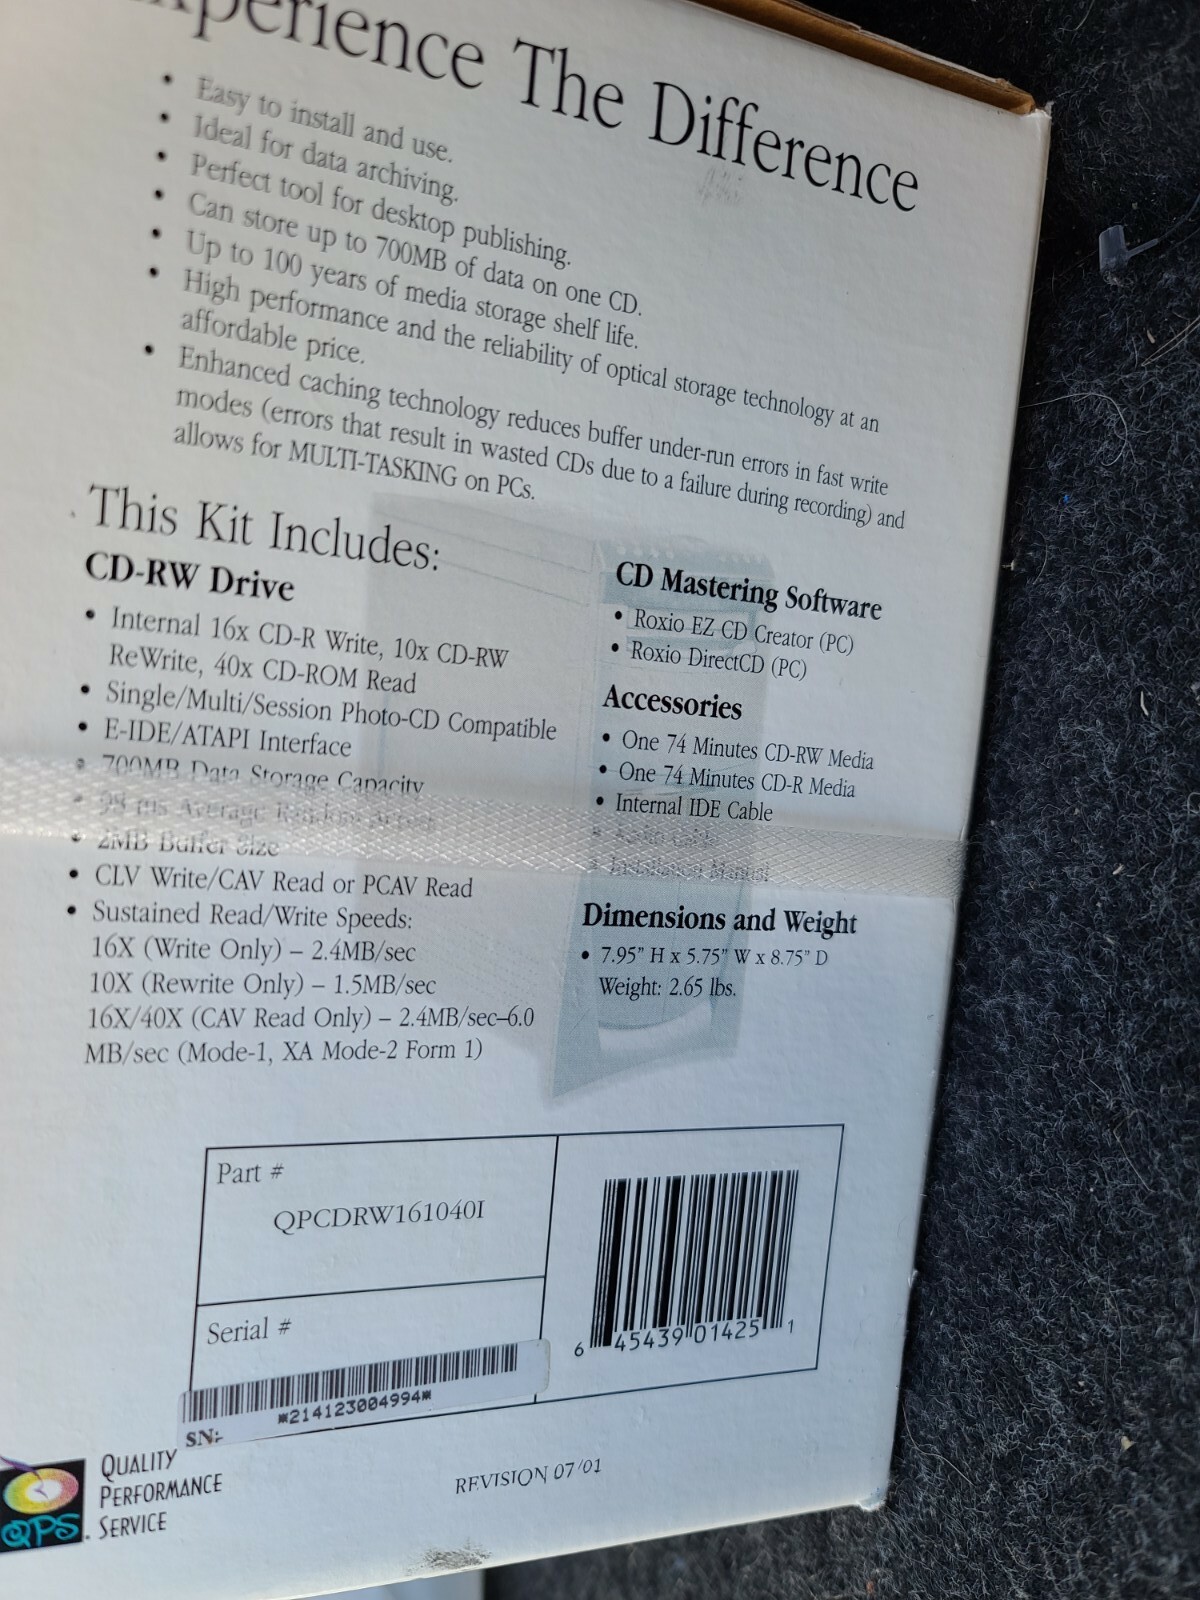 Experience The Difference
• Easy to install and use.
• Ideal for data archiving.
• Perfect tool for desktop publishing.
• Can store up to 700MB of data on one CD.
• Up to 100 years of media storage shelf life.
• High performance and the reliability of optical storage technology at an
affordable price.
• Enhanced caching technology reduces buffer under-run errors in fast write
modes (errors that result in wasted CDs due to a failure during recording) and
allows for MULTI-TASKING on PCs.
This Kit Includes:
CD-RW Drive
• Internal 16x CD-R Write, 10x CD-RW
ReWrite, 40x CD-ROM Read
• Single/Multi/Session Photo-CD Compatible
• E-IDE/ATAPI Interface
• 700MB Data Storage Capacity
• 98 ms Average Random Access
• 2MB Buffer Size
• CLV Write/CAV Read or PCAV Read
• Sustained Read/Write Speeds:
16X (Write Only) – 2.4MB/sec
10X (Rewrite Only) – 1.5MB/sec
16X/40X (CAV Read Only) – 2.4MB/sec–6.0
MB/sec (Mode-1, XA Mode-2 Form 1)
CD Mastering Software
• Roxio EZ CD Creator (PC)
• Roxio DirectCD (PC)
Accessories
• One 74 Minutes CD-RW Media
• One 74 Minutes CD-R Media
• Internal IDE Cable
• Audio Cable
• Installation Manual
Dimensions and Weight
• 7.95" H x 5.75" W x 8.75" D
Weight: 2.65 lbs.
Part #
QPCDRW161040I
Serial #
*214123004994*
SN:
6 45439 01425 1
QPS.
QUALITY
PERFORMANCE
SERVICE
REVISION 07/01